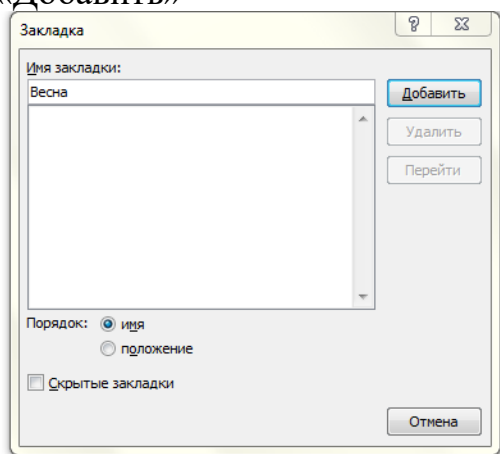 «Добавить»
Закладка
Имя закладки:
Весна
Добавить
Удалить
Перейти
Порядок:
имя
положение
Скрытые закладки
Отмена